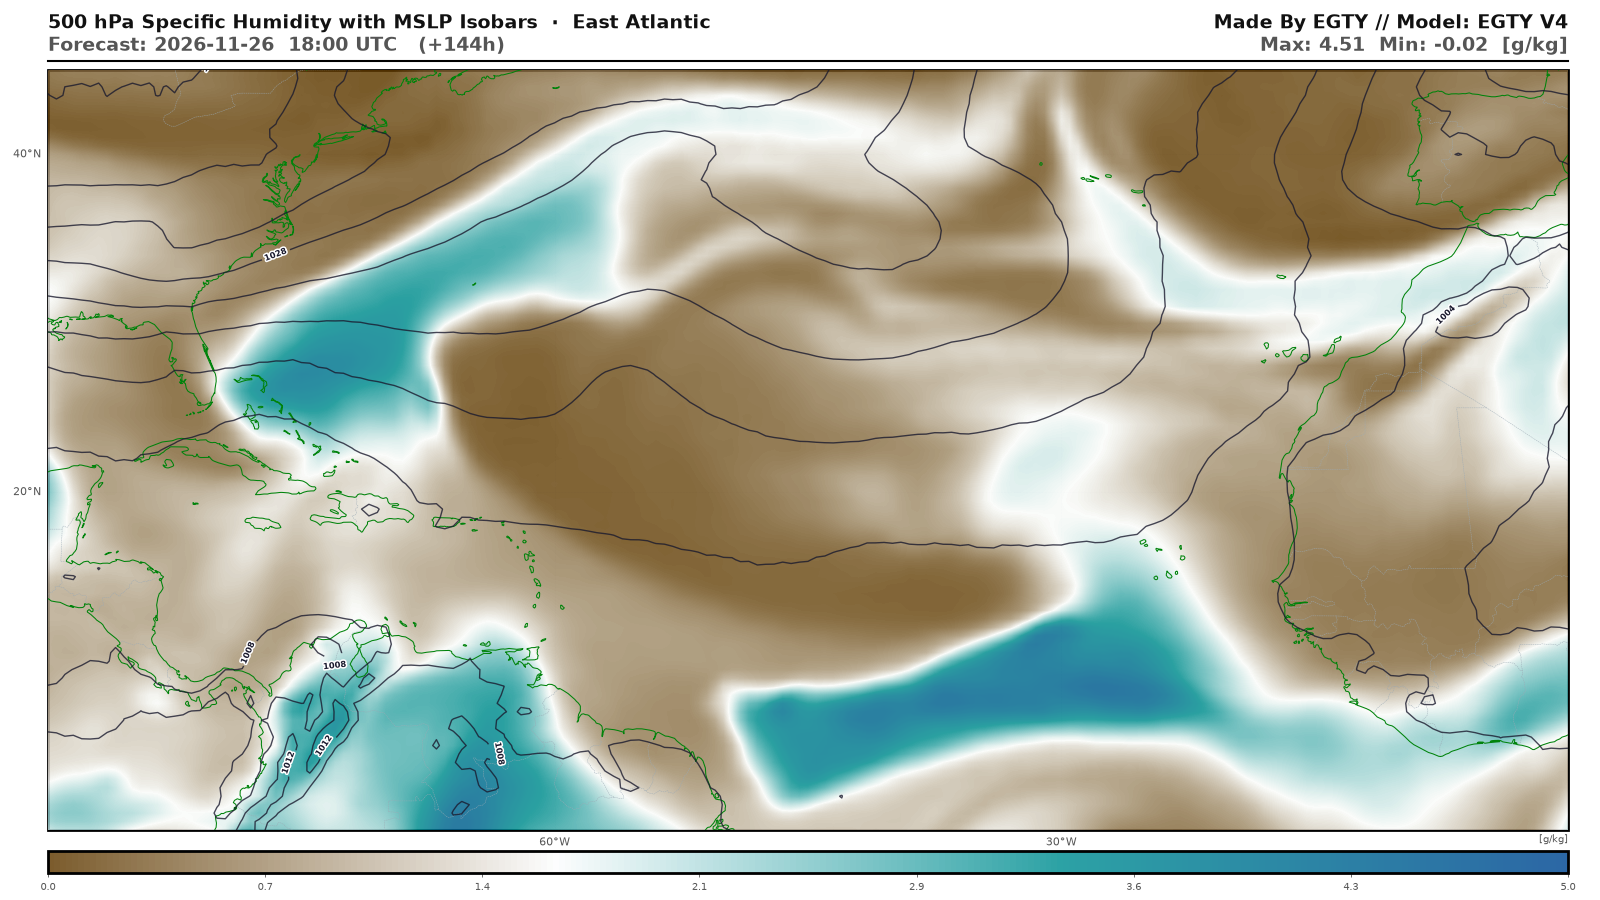 500 hPa Specific Humidity with MSLP Isobars · East Atlantic
Made By EGTY // Model: EGTY V4
Forecast: 2026-11-26 18:00 UTC (+144h)
Max: 4.51 Min: -0.02 [g/kg]
40°N
1028
1004
20°N
1008
1008
1012
1012
1008
60°W
30°W
[g/kg]
0.0 0.7 1.4 2.1 2.9 3.6 4.3 5.0